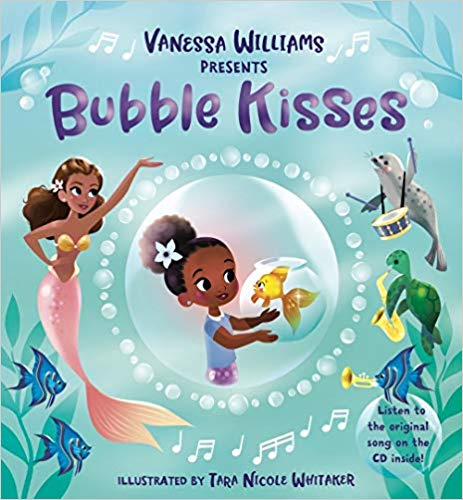 VANESSA WILLIAMS
PRESENTS
Bubble Kisses
Listen to
the original
song on the
CD inside!
ILLUSTRATED BY TARA NICOLE WHITAKER